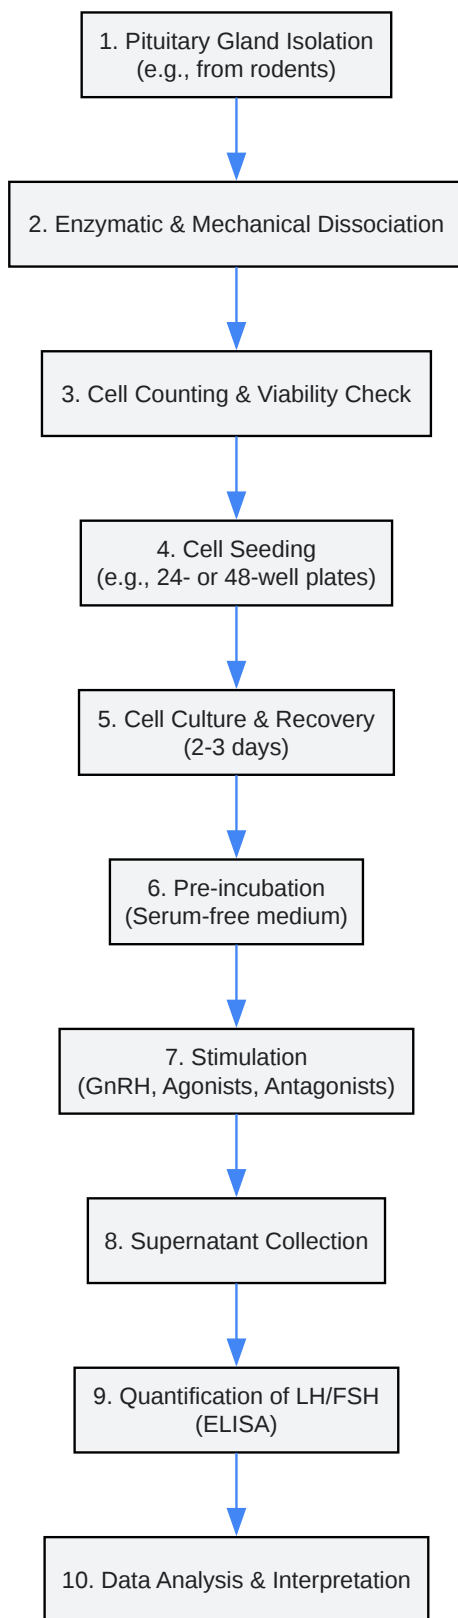 1. Pituitary Gland Isolation
(e.g., from rodents)
2. Enzymatic & Mechanical Dissociation
3. Cell Counting & Viability Check
4. Cell Seeding
(e.g., 24- or 48-well plates)
5. Cell Culture & Recovery
(2-3 days)
6. Pre-incubation
(Serum-free medium)
7. Stimulation
(GnRH, Agonists, Antagonists)
8. Supernatant Collection
9. Quantification of LH/FSH
(ELISA)
10. Data Analysis & Interpretation